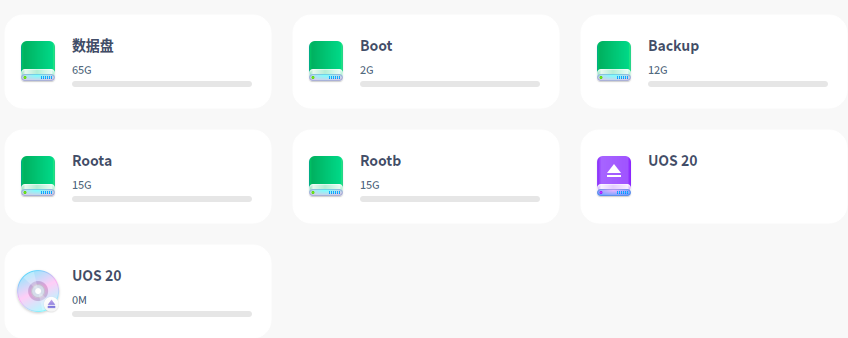 数据盘
65G
Boot
2G
Backup
12G
Roota
15G
Rootb
15G
UOS 20
UOS 20
0M